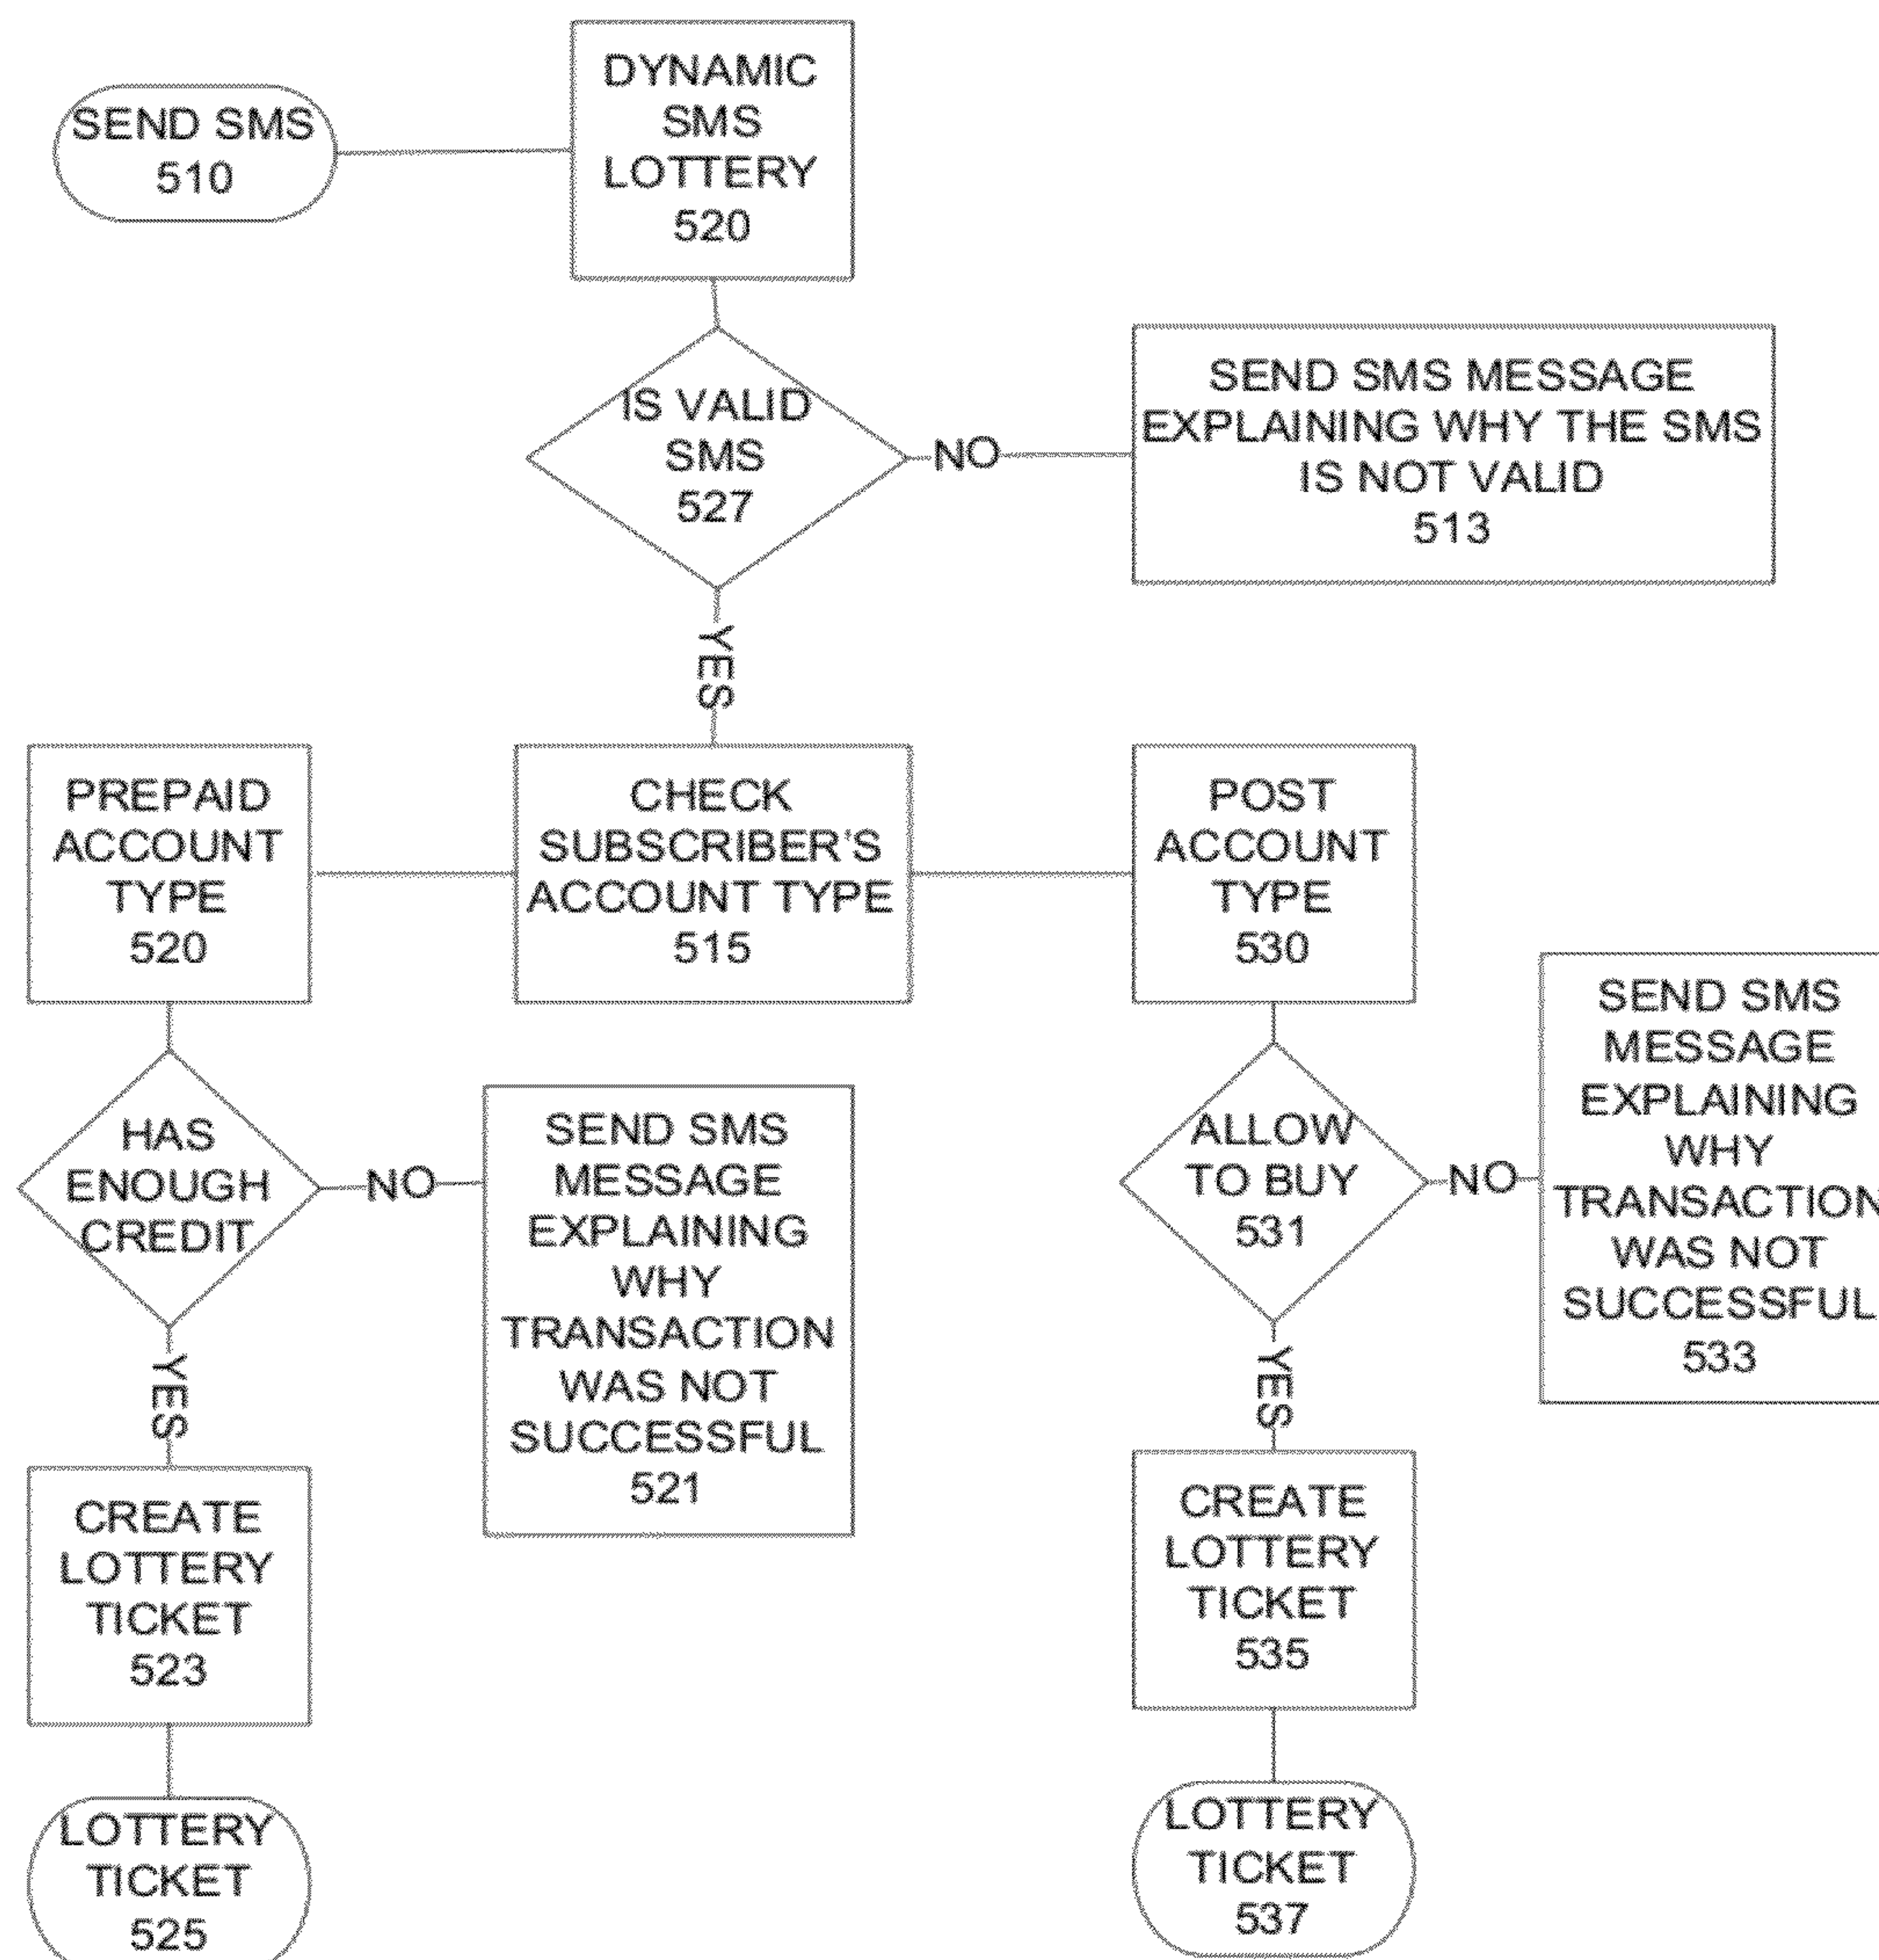 SEND SMS
510
DYNAMIC
SMS
LOTTERY
520
IS VALID
SMS
527
NO
SEND SMS MESSAGE
EXPLAINING WHY THE SMS
IS NOT VALID
513
YES
PREPAID
ACCOUNT
TYPE
520
CHECK
SUBSCRIBER'S
ACCOUNT TYPE
515
POST
ACCOUNT
TYPE
530
HAS
ENOUGH
CREDIT
NO
SEND SMS
MESSAGE
EXPLAINING
WHY
TRANSACTION
WAS NOT
SUCCESSFUL
521
ALLOW
TO BUY
531
NO
SEND SMS
MESSAGE
EXPLAINING
WHY
TRANSACTION
WAS NOT
SUCCESSFUL
533
YES
CREATE
LOTTERY
TICKET
523
YES
CREATE
LOTTERY
TICKET
535
LOTTERY
TICKET
525
LOTTERY
TICKET
537